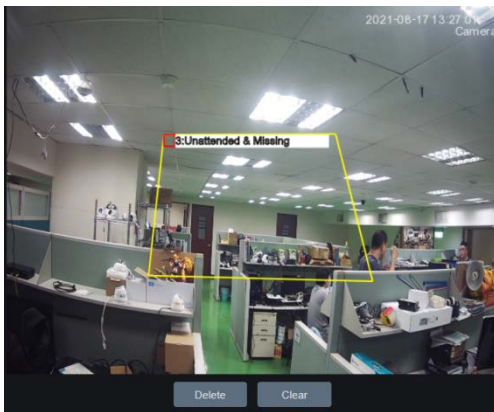 2021-08-17 13:27:
Camera
3:Unattended & Missing
Delete
Clear